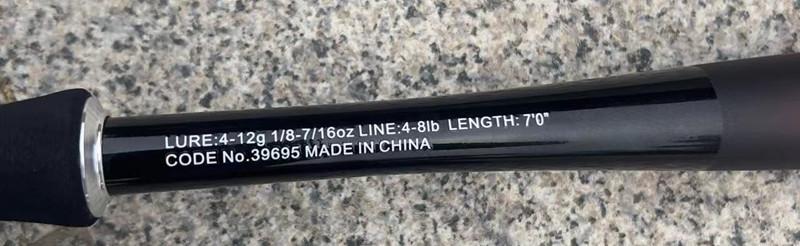 LURE:4-12g 1/8-7/16oz LINE:4-8lb LENGTH: 7'0"
CODE No.39695 MADE IN CHINA